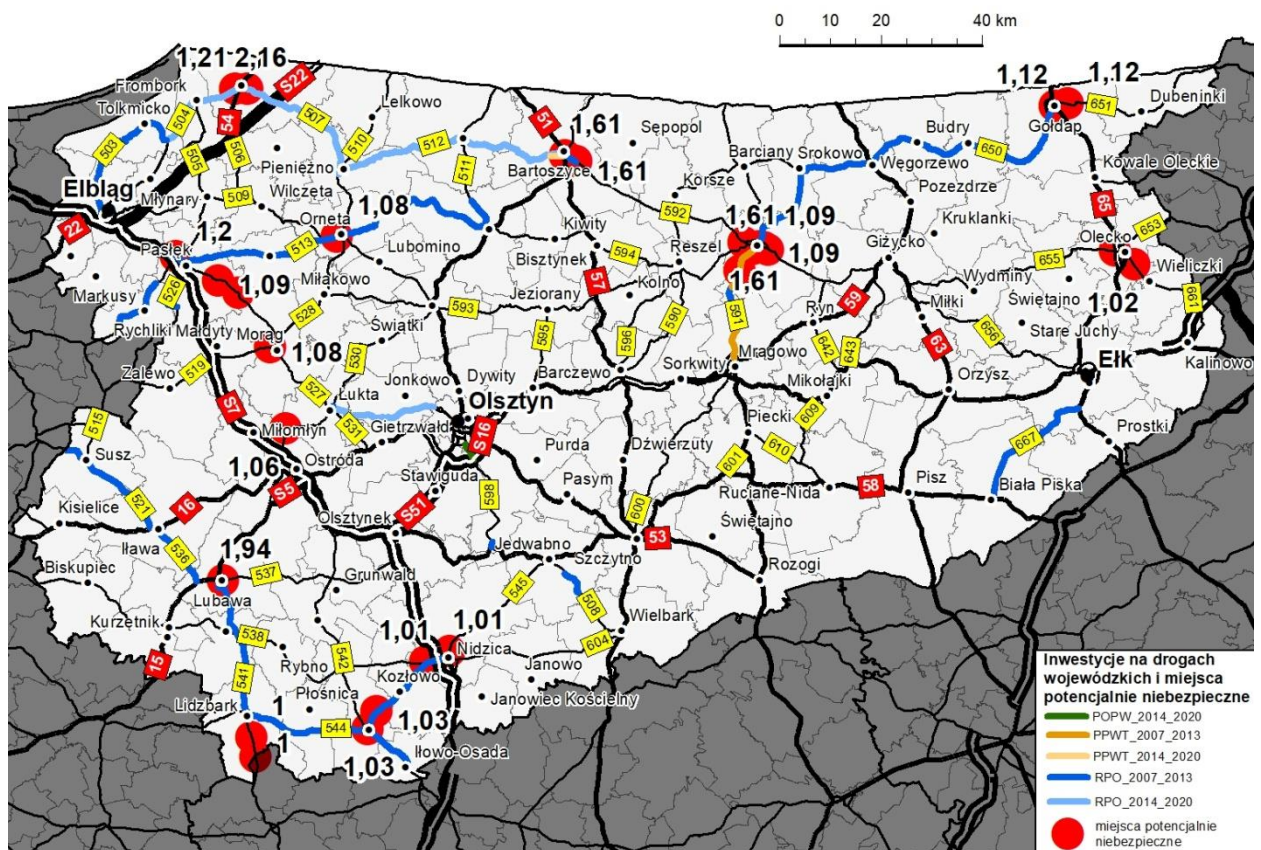 0 10 20 40 km
1,21 2,16
S22
1,12
1,12
Frombork
Lelkowo
651
Dubeninki
Tolkmicko
504
54
507
51
1,61
Sępopol
Gołdap
503
505
506
510
512
Budry
650
Pieniężno
511
Bartoszyce
1,61
Barciany
Srokowo
Węgorzewo
Kowale Oleckie
Elbląg
Młynary
509
Wilczęta
Korsze
Pozezdrze
65
22
Orneta
1,08
592
1,61
1,09
Kruklanki
653
1,2
513
Kiwity
Reszel
1,09
Giżycko
Olecko
Pasłęk
Lubomino
594
655
Wieliczki
526
1,09
Miłakowo
Bisztynek
57
Kolno
1,61
Wydminy
Markusy
528
Jeziorany
590
59
Świętajno
1,02
661
Rychliki
Małdyty
593
591
Ryn
Miłki
666
Stare Juchy
Morąg
1,08
Świątki
595
596
642
643
63
Zalewo
519
530
Jonkowo
Dywity
Barczewo
Sorkwity
Mrągowo
Ełk
Kalinowo
527
Łukta
Olsztyn
Mikołajki
Orzysz
S7
531
Gietrzwałd
S16
609
515
Miłomłyn
Purda
Dźwierzuty
Piecki
667
Prostki
Susz
1,06
Ostróda
Stawiguda
601
610
S5
598
Pasym
Ruciane-Nida
58
Pisz
Biała Piska
Kisielice
521
16
S51
600
Olsztynek
Świętajno
Iława
536
1,94
Jedwabno
Szczytno
53
Biskupiec
537
Grunwald
Rozogi
Lubawa
545
508
Kurzętnik
1,01
1,01
Wielbark
538
542
Nidzica
604
15
Rybno
Janowo
541
Kozłowo
Płośnica
Janowiec Kościelny
Lidzbark
1
544
1,03
1
Iłowo-Osada
1,03
Inwestycje na drogach
wojewódzkich i miejsca
potencjalnie niebezpieczne
POPW_2014_2020
PPWT_2007_2013
PPWT_2014_2020
RPO_2007_2013
RPO_2014_2020
miejsca potencjalnie
niebezpieczne